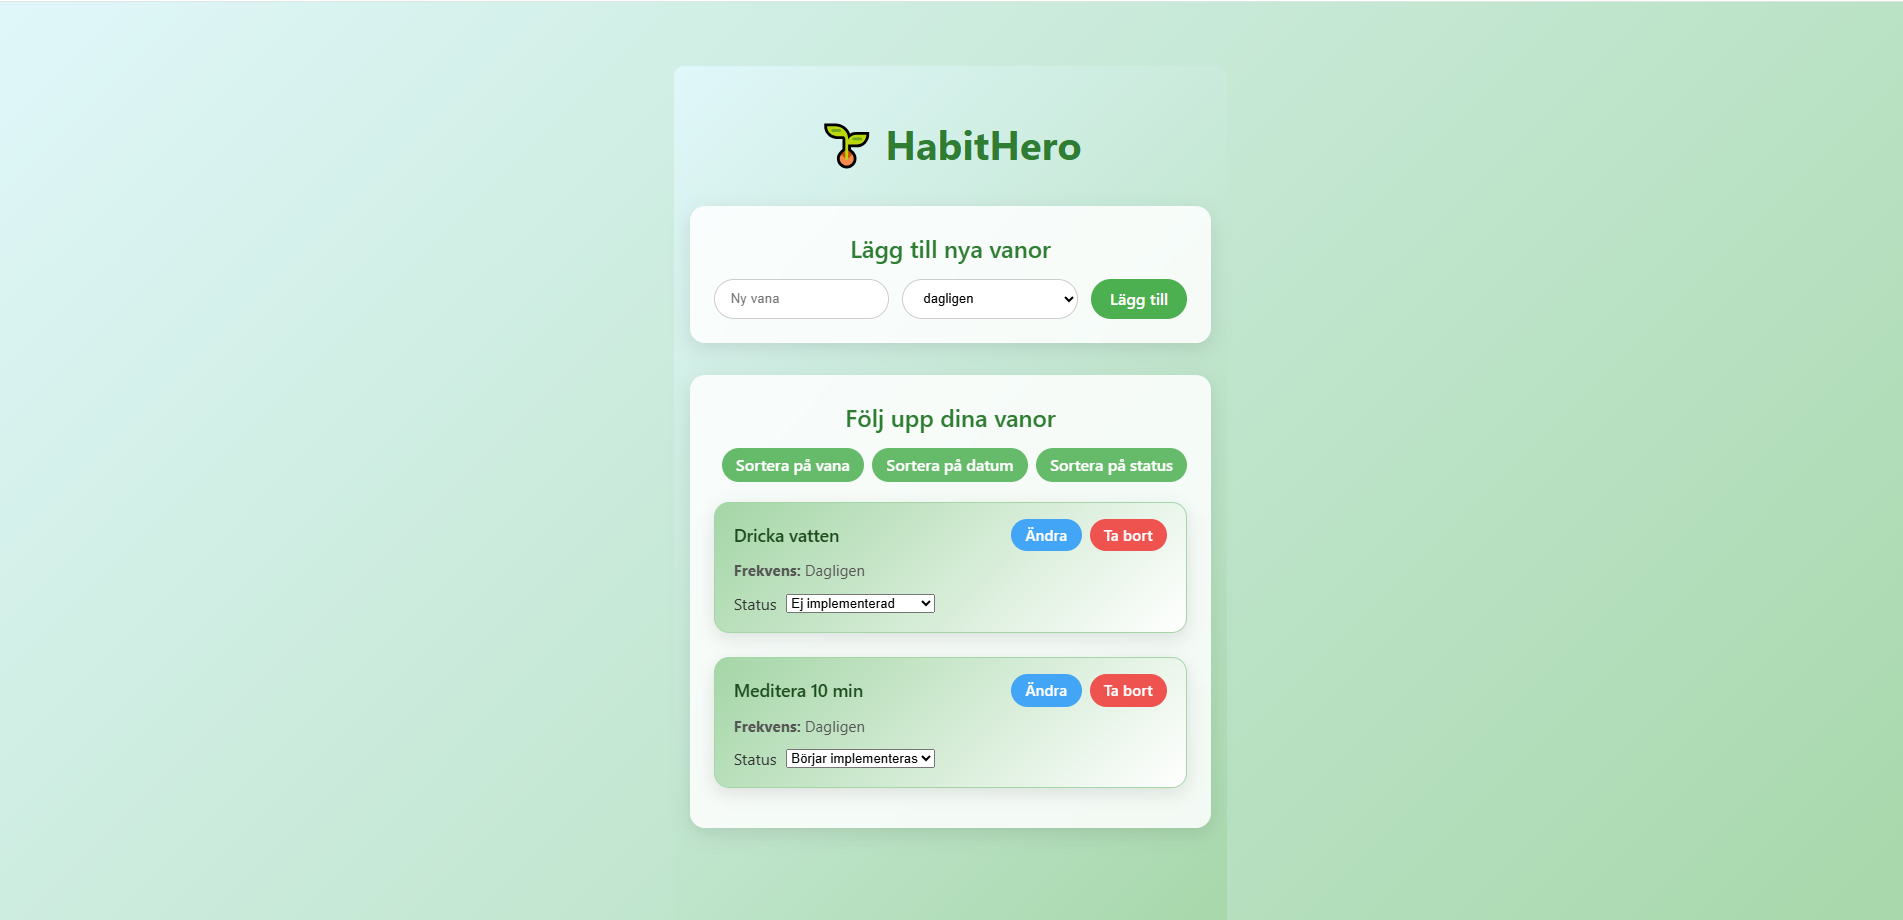 HabitHero
Lägg till nya vanor
Ny vana dagligen Lägg till
Följ upp dina vanor
Sortera på vana Sortera på datum Sortera på status
Dricka vatten Ändra Ta bort
Frekvens: Dagligen
Status Ej implementerad
Meditera 10 min Ändra Ta bort
Frekvens: Dagligen
Status Börjar implementeras